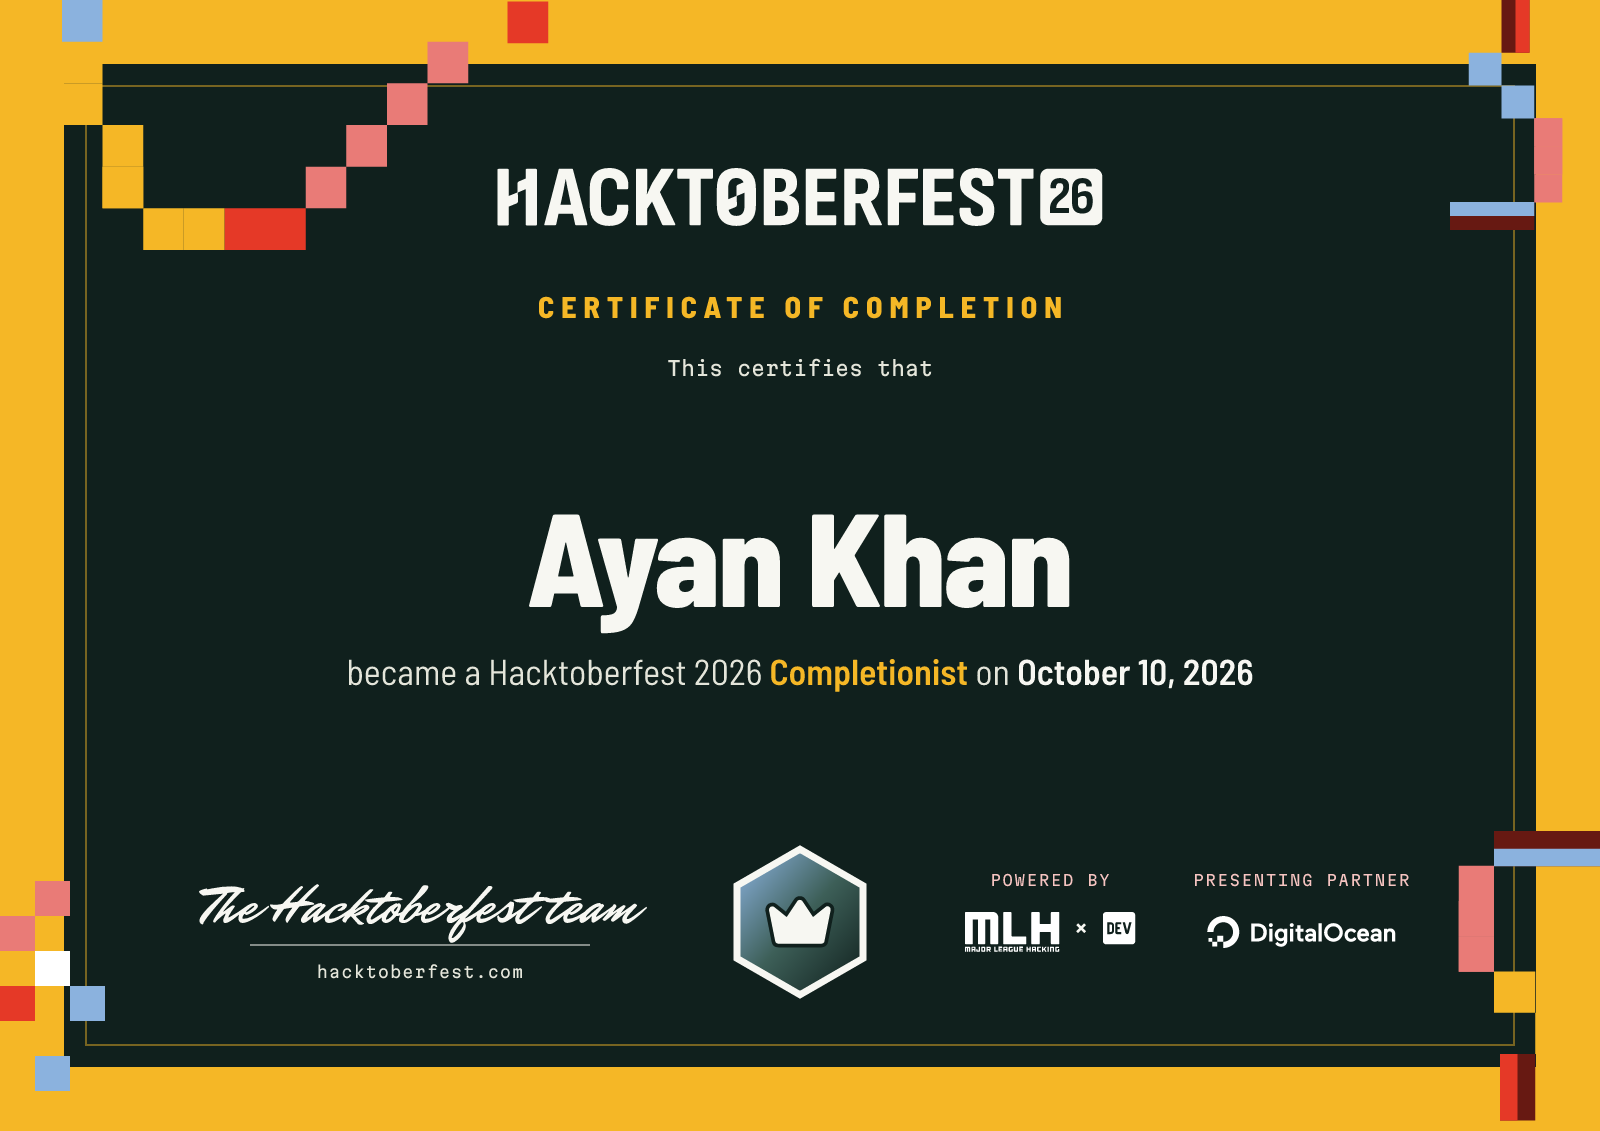 HACKTOBERFEST 26
CERTIFICATE OF COMPLETION
This certifies that
Ayan Khan
became a Hacktoberfest 2026 Completionist on October 10, 2026
The Hacktoberfest team
hacktoberfest.com
POWERED BY
MLH × DEV
MAJOR LEAGUE HACKING
PRESENTING PARTNER
DigitalOcean